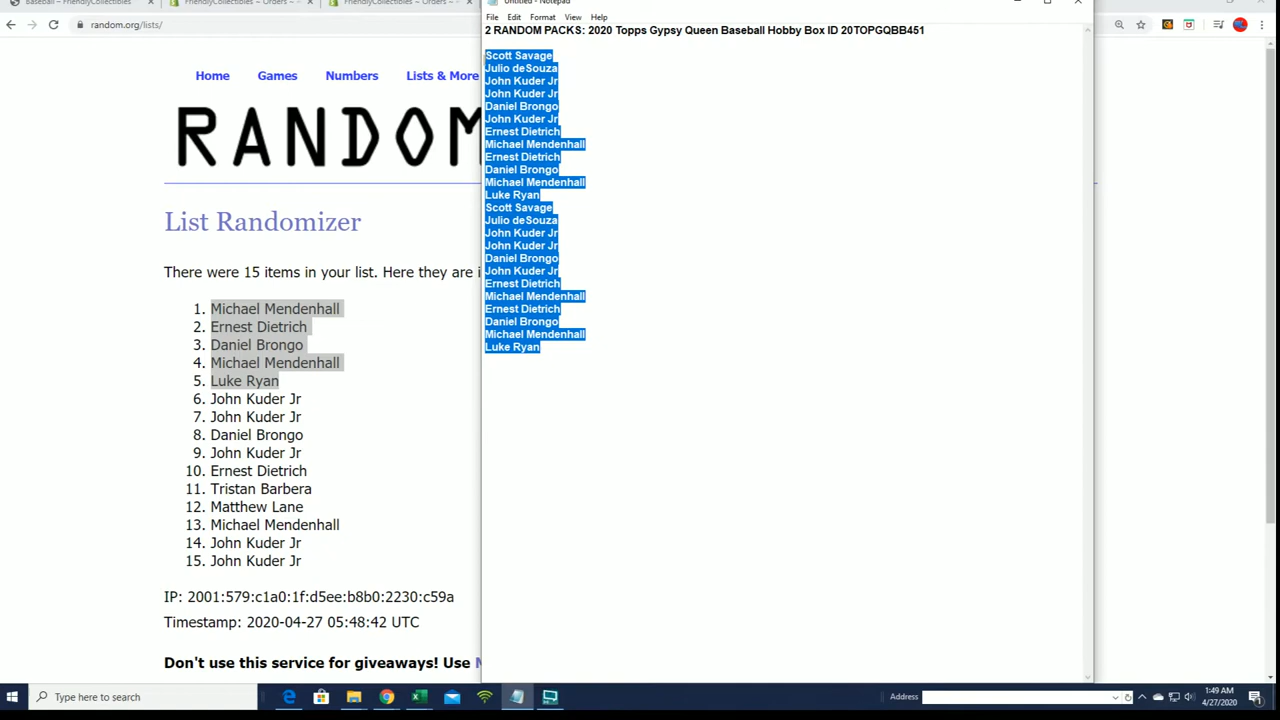 Baseball – FriendlyCollectibles
FriendlyCollectibles ~ Orders ~
FriendlyCollectibles ~ Orders ~
random.org/lists/
Home Games Numbers Lists & More
RANDOM
List Randomizer
There were 15 items in your list. Here they are i
1. Michael Mendenhall
2. Ernest Dietrich
3. Daniel Brongo
4. Michael Mendenhall
5. Luke Ryan
6. John Kuder Jr
7. John Kuder Jr
8. Daniel Brongo
9. John Kuder Jr
10. Ernest Dietrich
11. Tristan Barbera
12. Matthew Lane
13. Michael Mendenhall
14. John Kuder Jr
15. John Kuder Jr
IP: 2001:579:c1a0:1f:d5ee:b8b0:2230:c59a
Timestamp: 2020-04-27 05:48:42 UTC
Don't use this service for giveaways! Use
Untitled - Notepad
File Edit Format View Help
2 RANDOM PACKS: 2020 Topps Gypsy Queen Baseball Hobby Box ID 20TOPGQBB451
Scott Savage
Julio deSouza
John Kuder Jr
John Kuder Jr
Daniel Brongo
John Kuder Jr
Ernest Dietrich
Michael Mendenhall
Ernest Dietrich
Daniel Brongo
Michael Mendenhall
Luke Ryan
Scott Savage
Julio deSouza
John Kuder Jr
John Kuder Jr
Daniel Brongo
John Kuder Jr
Ernest Dietrich
Michael Mendenhall
Ernest Dietrich
Daniel Brongo
Michael Mendenhall
Luke Ryan
Type here to search
Address
1:49 AM
4/27/2020